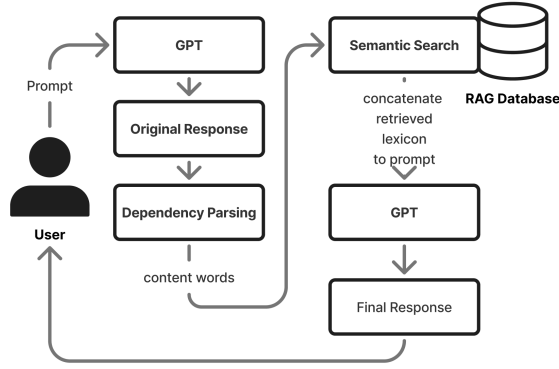 GPT
Semantic Search
Prompt
concatenate
retrieved
lexicon
to prompt
RAG Database
Original Response
Dependency Parsing
GPT
User
content words
Final Response